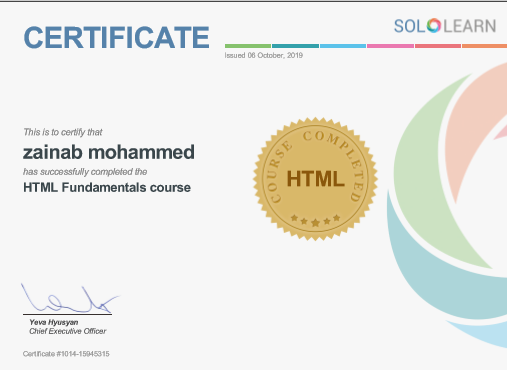 CERTIFICATE
SOLOLEARN
Issued 06 October, 2019
This is to certify that
zainab mohammed
has successfully completed the
HTML Fundamentals course
COURSE COMPLETED
HTML
Yeva Hyusyan
Chief Executive Officer
Certificate #1014-15945315